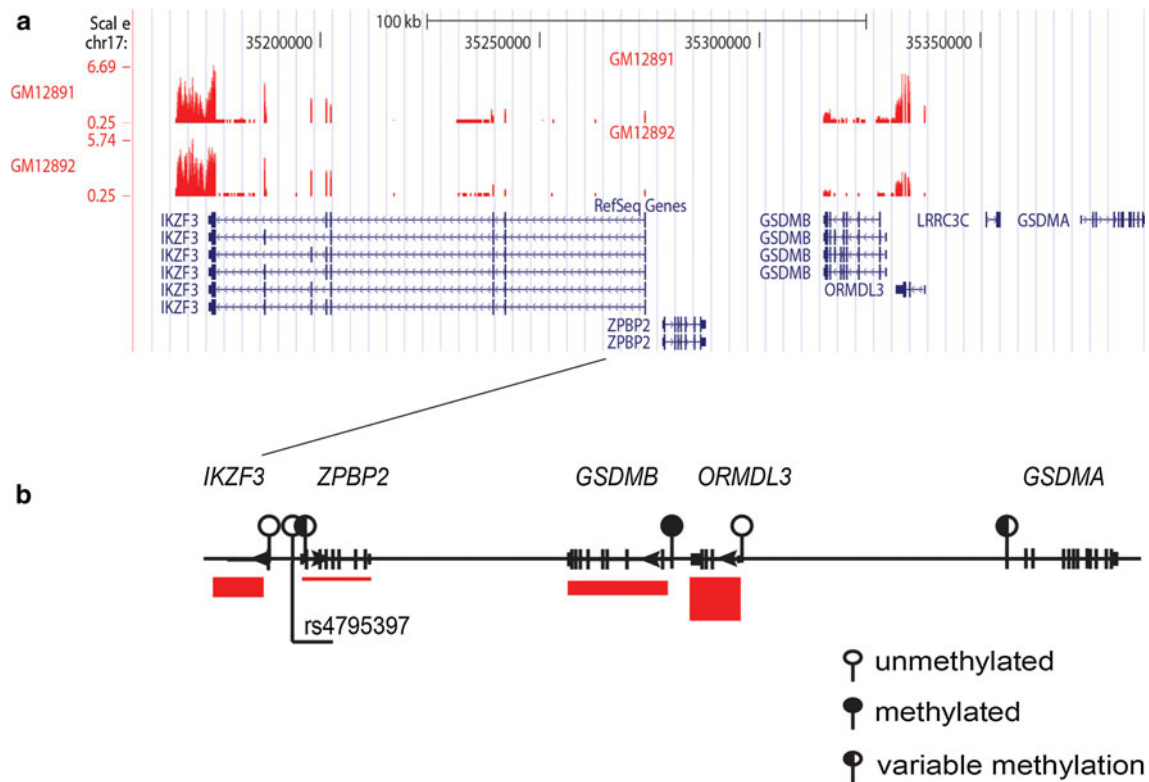 a
Scal e
100 kb
chr17:
35200000
35250000
35300000
35350000
GM12891
6.69
GM12891
0.25
GM12892
5.74
GM12892
0.25
RefSeq Genes
IKZF3
GSDMB
LRRC3C
GSDMA
IKZF3
GSDMB
IKZF3
GSDMB
IKZF3
GSDMB
IKZF3
ORMDL3
IKZF3
ZPBP2
ZPBP2
b
IKZF3
ZPBP2
GSDMB
ORMDL3
GSDMA
rs4795397
unmethylated
methylated
variable methylation